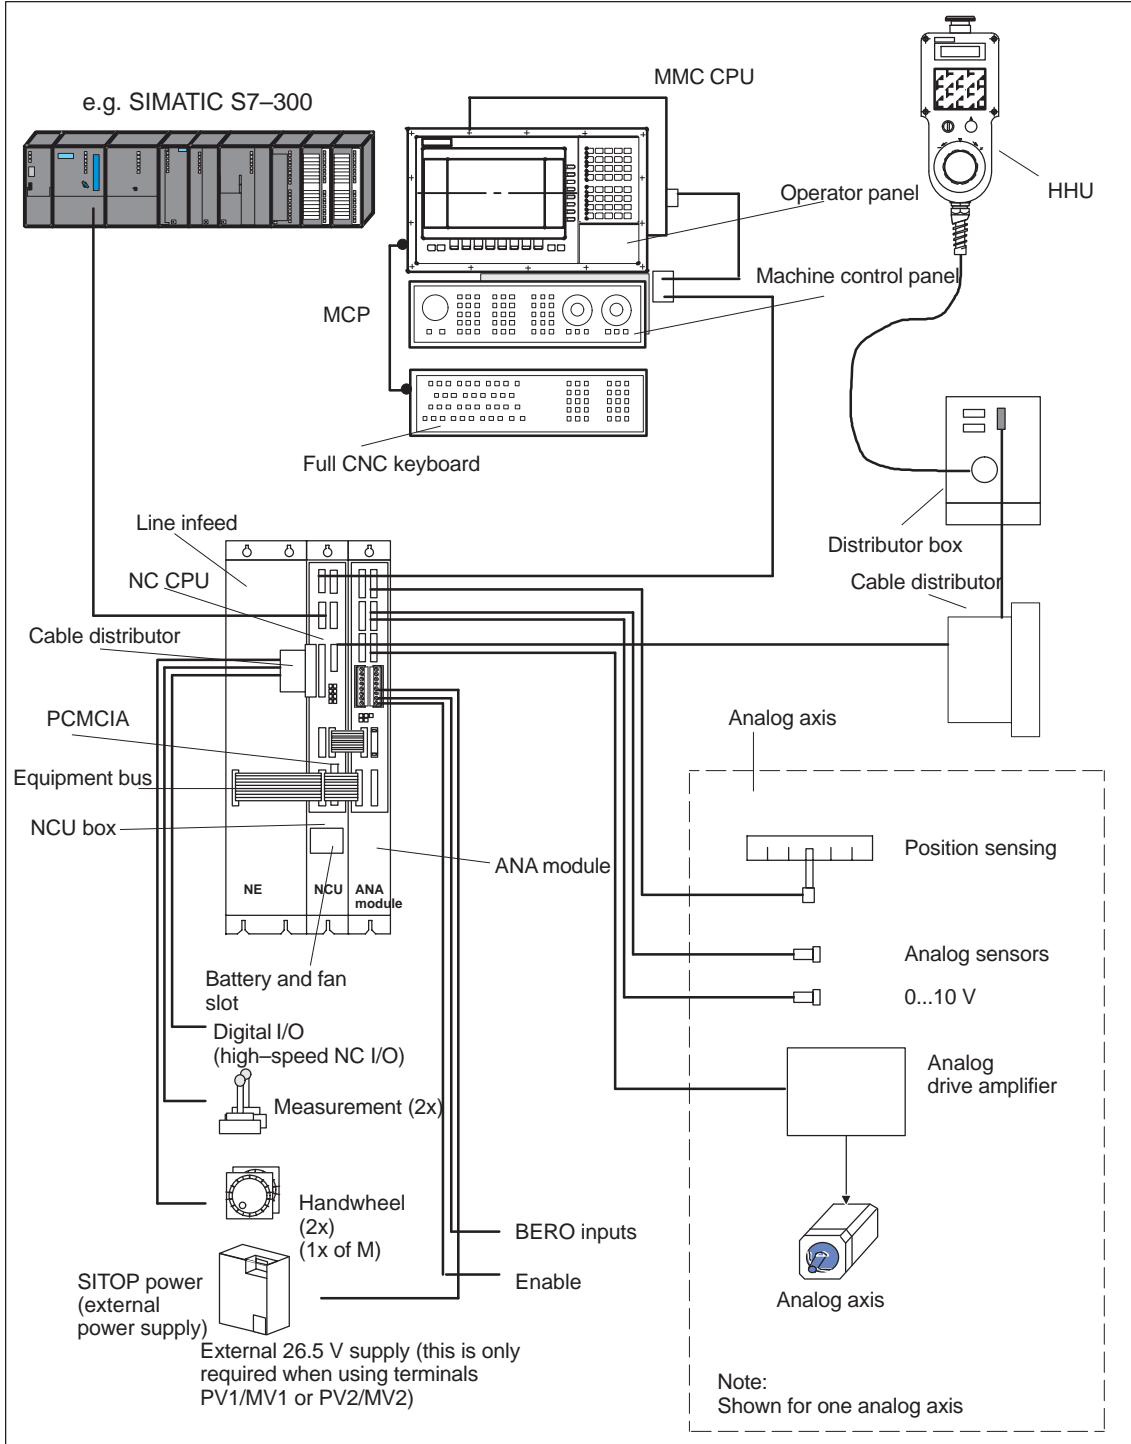 MMC CPU
e.g. SIMATIC S7–300
Operator panel
HHU
Machine control panel
MCP
Full CNC keyboard
Line infeed
Distributor box
NC CPU
Cable distributor
Cable distributor
PCMCIA
Analog axis
Equipment bus
NCU box
ANA module
Position sensing
NE
NCU
ANA
module
Analog sensors
0...10 V
Battery and fan
slot
Digital I/O
(high–speed NC I/O)
Analog
drive amplifier
Measurement (2x)
Handwheel
(2x)
(1x of M)
BERO inputs
Enable
SITOP power
(external
power supply)
Analog axis
External 26.5 V supply (this is only
required when using terminals
PV1/MV1 or PV2/MV2)
Note:
Shown for one analog axis